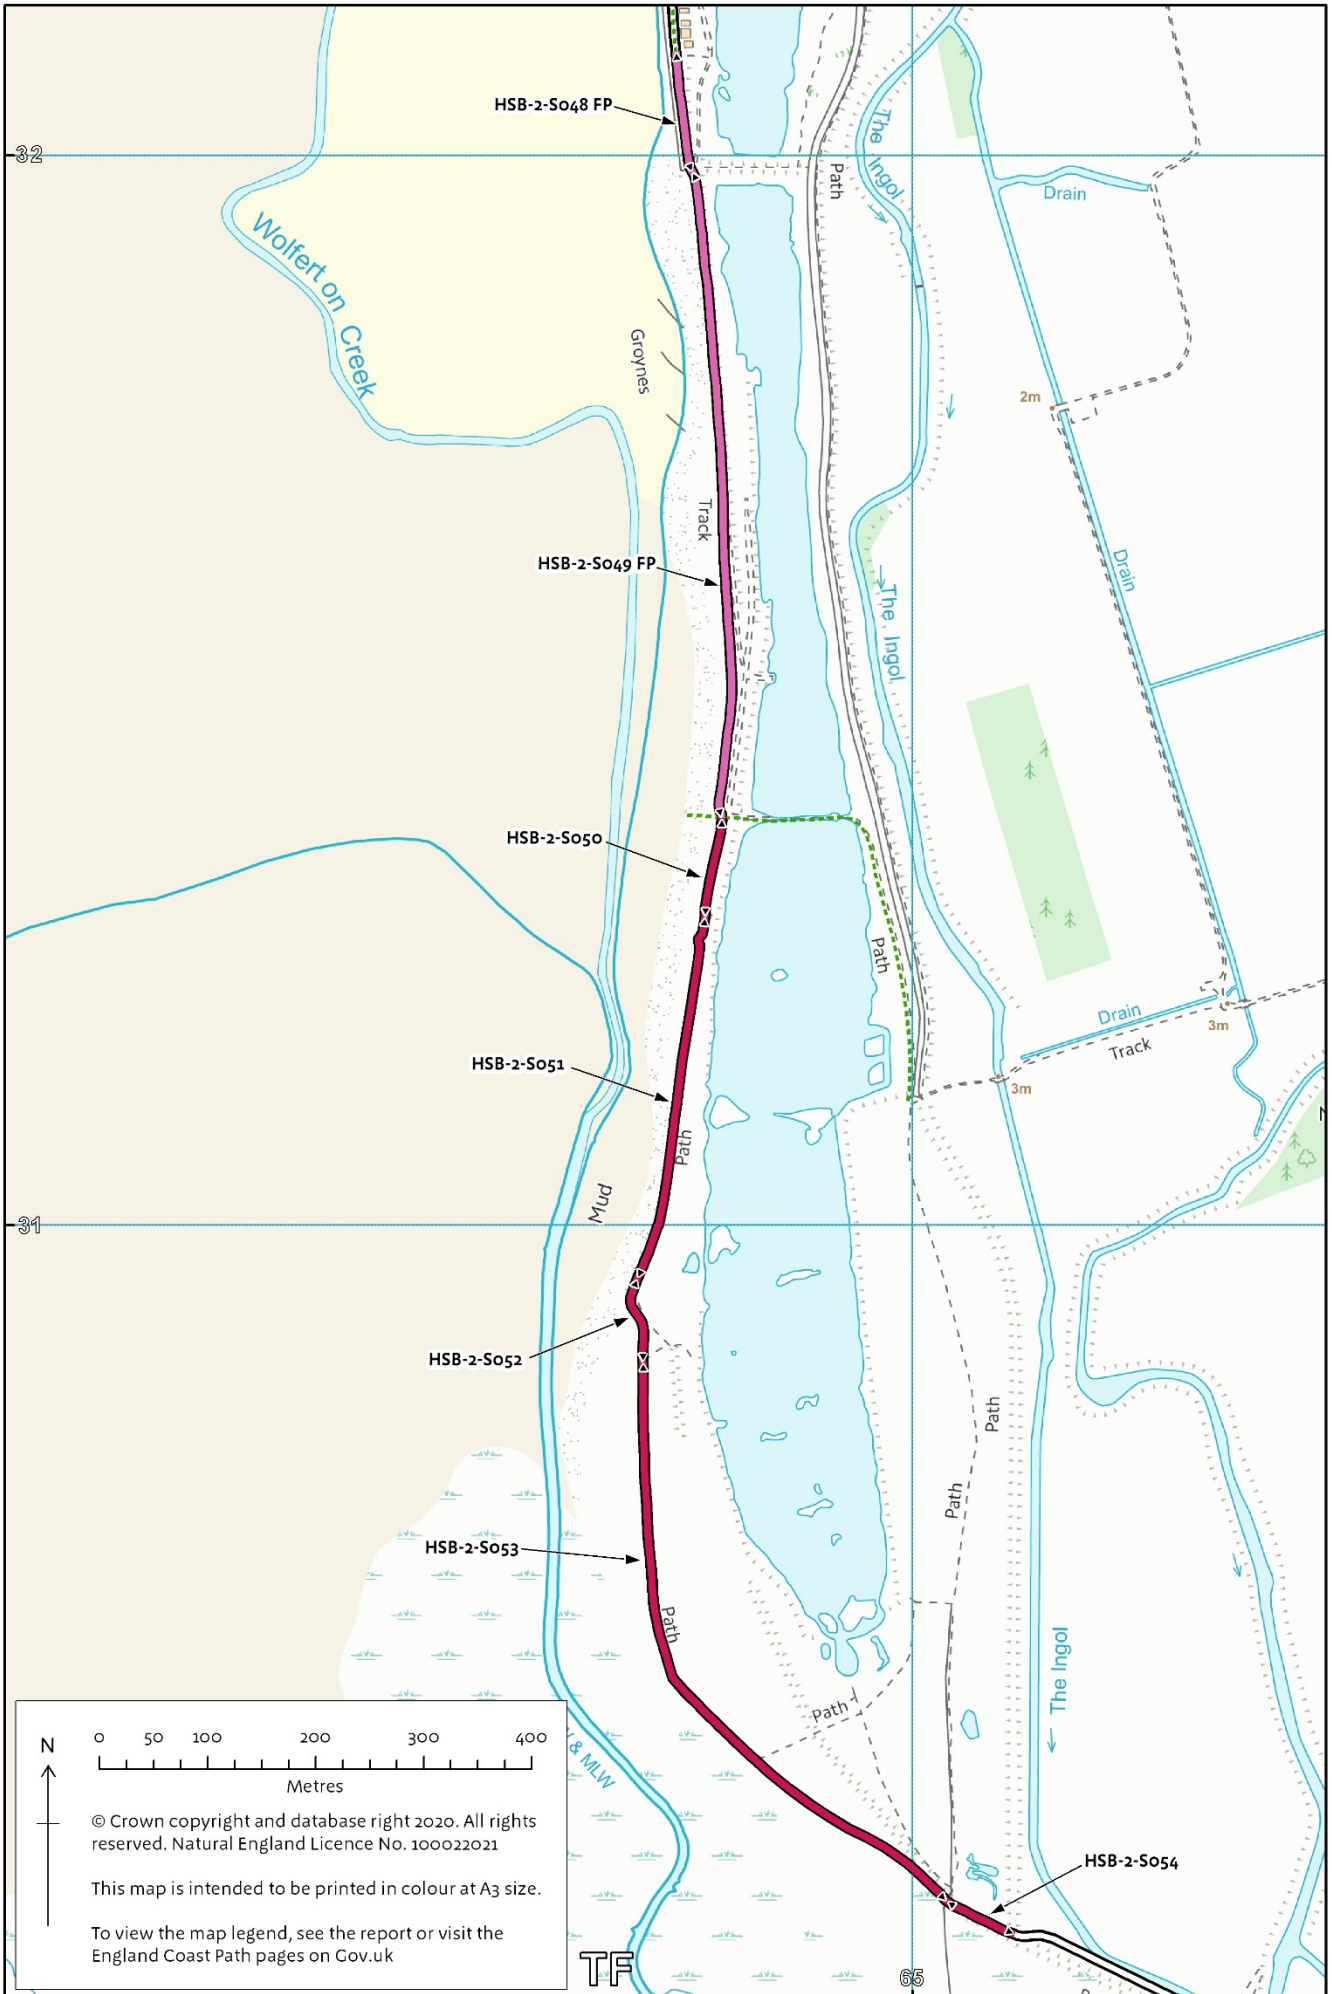 HSB-2-S048 FP
32
The Ingol
Path
Drain
Wolferton Creek
Groynes
2m
Track
HSB-2-S049 FP
Drain
The Ingol
HSB-2-S050
Path
Drain
3m
Track
HSB-2-S051
3m
Path
Mud
31
HSB-2-S052
Path
Path
HSB-2-S053
Path
The Ingol
Path
& MLW
N
0 50 100 200 300 400
Metres
© Crown copyright and database right 2020. All rights
reserved. Natural England Licence No. 100022021
This map is intended to be printed in colour at A3 size.
To view the map legend, see the report or visit the
England Coast Path pages on Gov.uk
HSB-2-S054
TF
65